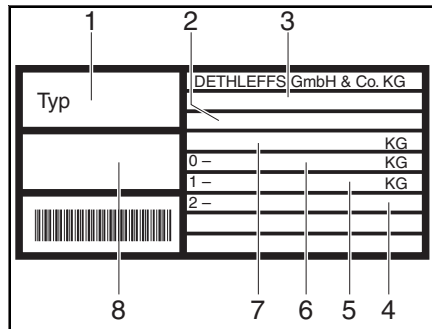 1 2 3
DETHLEFFS GmbH & Co. KG
Typ
KG
0 – KG
1 – KG
2 –
8 7 6 5 4